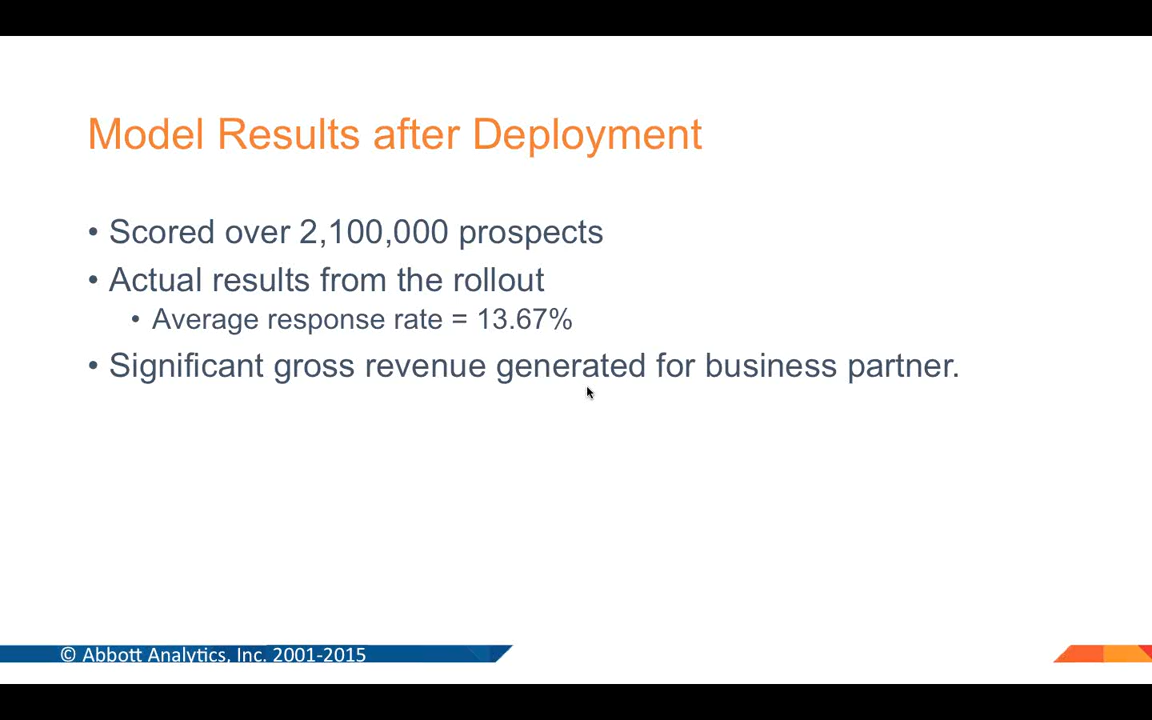 Model Results after Deployment
• Scored over 2,100,000 prospects
• Actual results from the rollout
• Average response rate = 13.67%
• Significant gross revenue generated for business partner.
© Abbott Analytics, Inc. 2001-2015